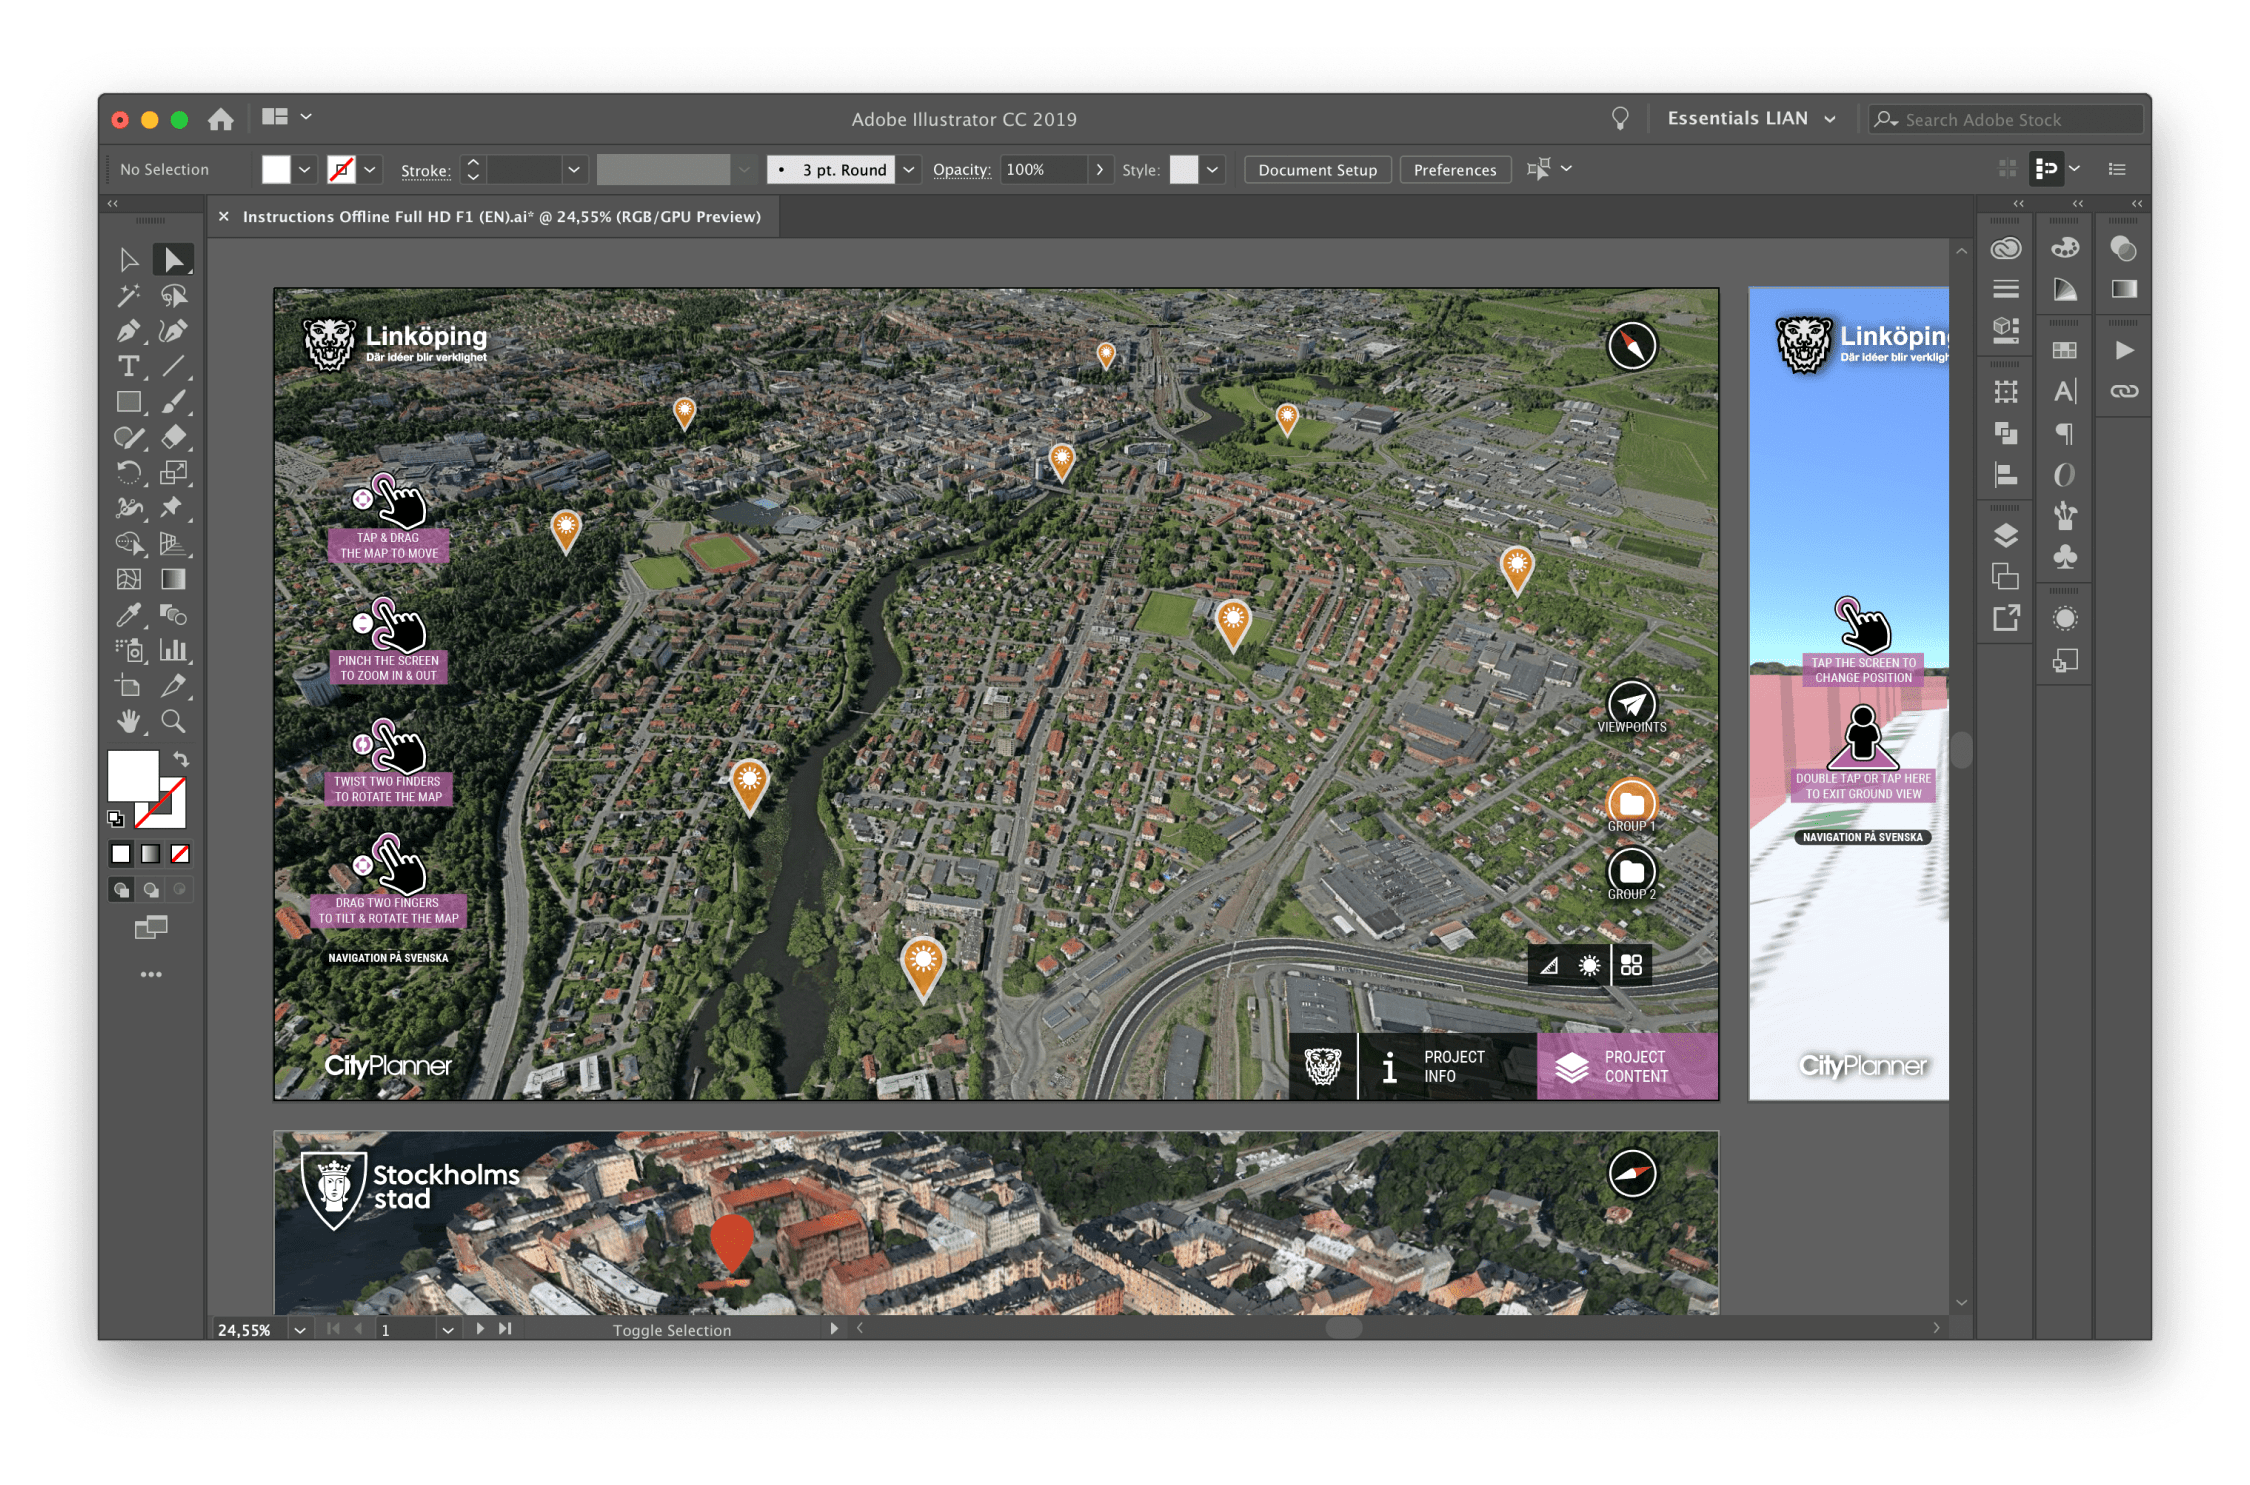 Adobe Illustrator CC 2019
Essentials LIAN
Search Adobe Stock
No Selection
Stroke:
3 pt. Round
Opacity:
100%
Style:
Document Setup
Preferences
Instructions Offline Full HD F1 (EN).ai* @ 24,55% (RGB/GPU Preview)
Linköping
Där idéer blir verklighet
TAP & DRAG
THE MAP TO MOVE
PINCH THE SCREEN
TO ZOOM IN & OUT
TWIST TWO FINDERS
TO ROTATE THE MAP
DRAG TWO FINGERS
TO TILT & ROTATE THE MAP
NAVIGATION PÅ SVENSKA
CityPlanner
VIEWPOINTS
GROUP 1
GROUP 2
PROJECT
INFO
PROJECT
CONTENT
Linköping
Där idéer blir verkligh
TAP THE SCREEN TO
CHANGE POSITION
DOUBLE TAP OR TAP HERE
TO EXIT GROUND VIEW
NAVIGATION PÅ SVENSKA
CityPlanner
Stockholms
stad
24,55%
1
Toggle Selection